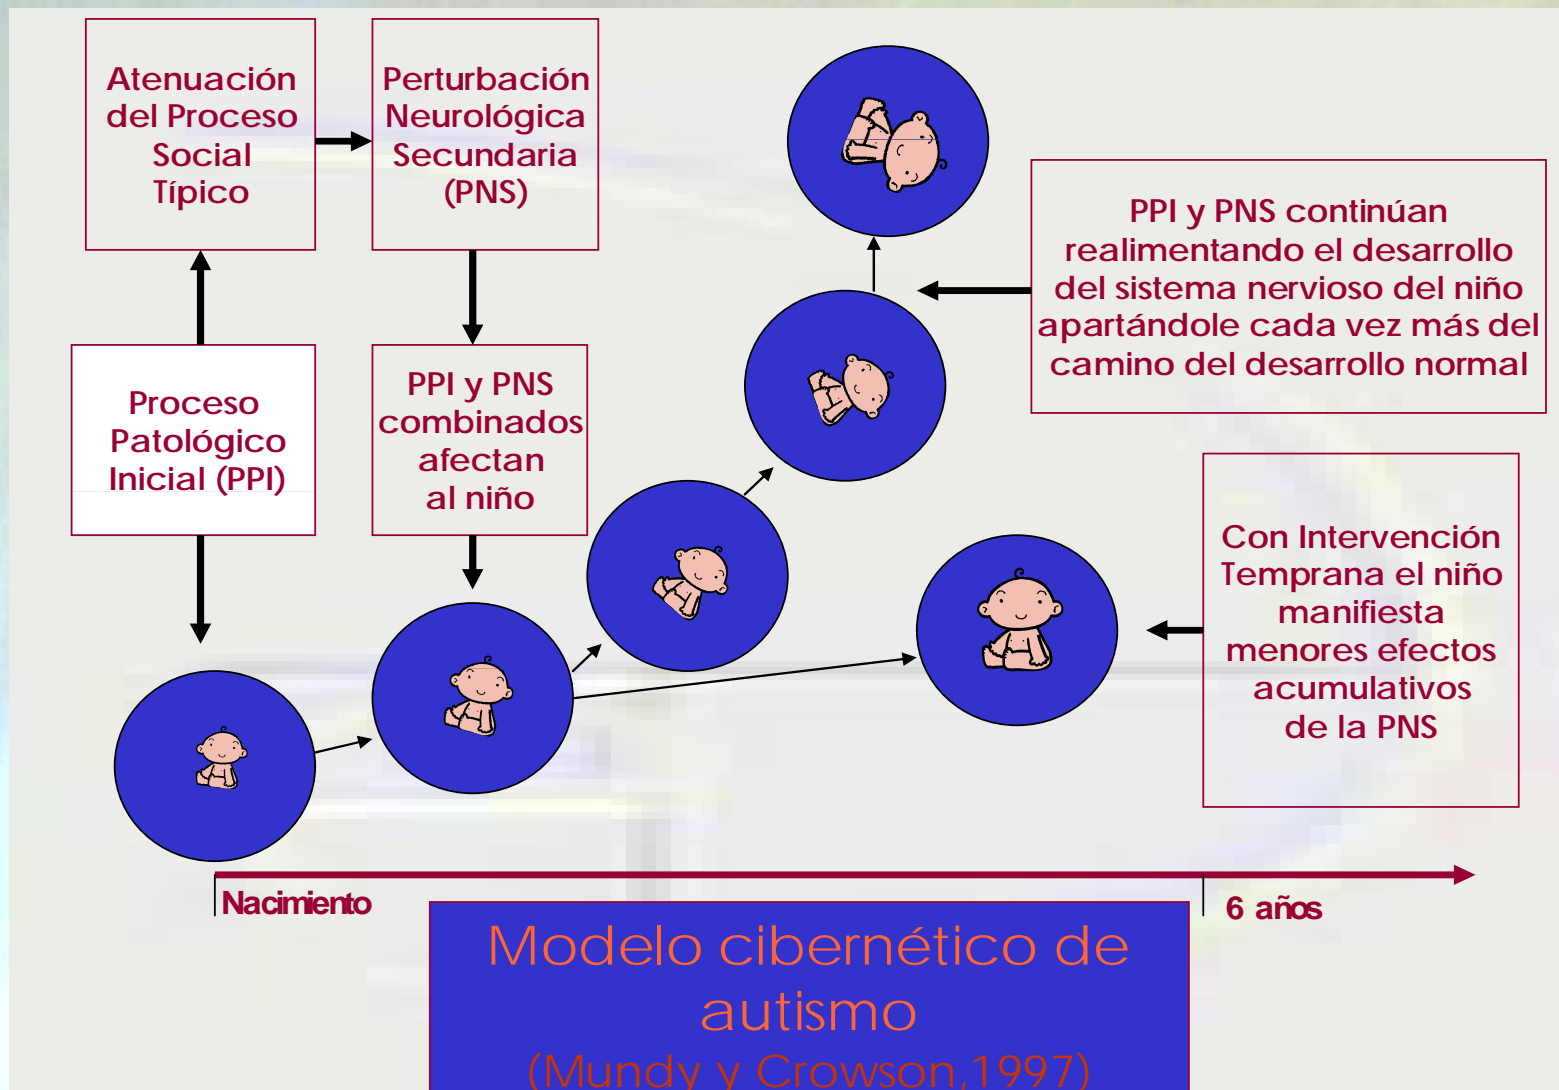 Atenuación
del Proceso
Social
Típico
Perturbación
Neurológica
Secundaria
(PNS)
PPI y PNS continúan
realimentando el desarrollo
del sistema nervioso del niño
apartándole cada vez más del
camino del desarrollo normal
Proceso
Patológico
Inicial (PPI)
PPI y PNS
combinados
afectan
al niño
Con Intervención
Temprana el niño
manifiesta
menores efectos
acumulativos
de la PNS
Nacimiento
6 años
Modelo cibernético de
autismo
(Mundy y Crowson,1997)